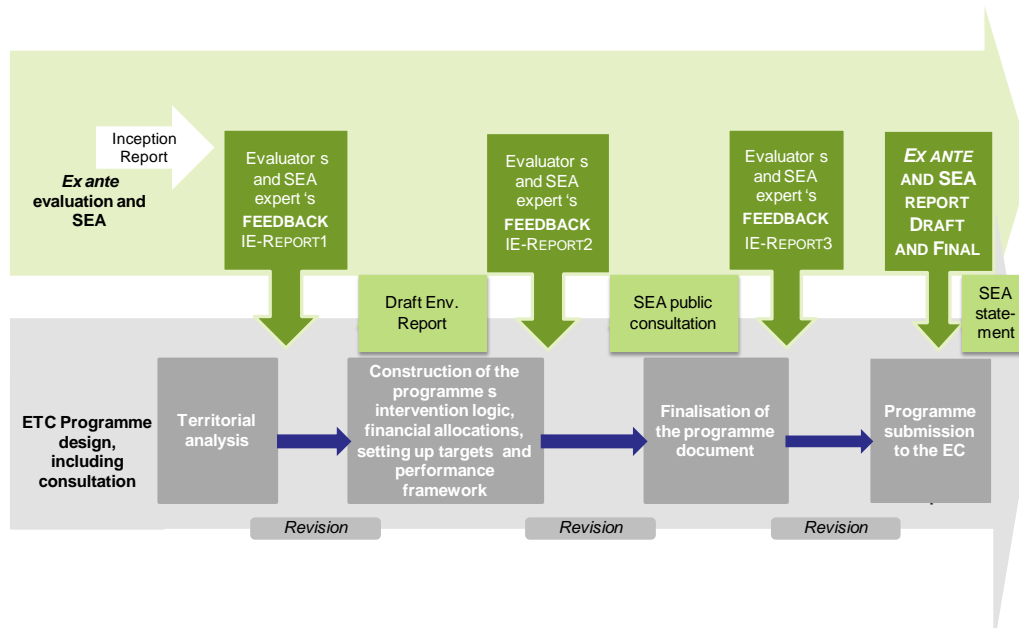 Inception
Report
Ex ante
evaluation and
SEA
Evaluator s
and SEA
expert‘s
FEEDBACK
IE-REPORT1
Evaluator s
and SEA
expert‘s
FEEDBACK
IE-REPORT2
Evaluator s
and SEA
expert‘s
FEEDBACK
IE-REPORT3
EX ANTE
AND SEA
REPORT
DRAFT
AND FINAL
Draft Env.
Report
SEA public
consultation
SEA
state-
ment
ETC Programme
design,
including
consultation
Territorial
analysis
Construction of the
programme s
intervention logic,
financial allocations,
setting up targets and
performance
framework
Finalisation of
the programme
document
Programme
submission
to the EC
Revision
Revision
Revision